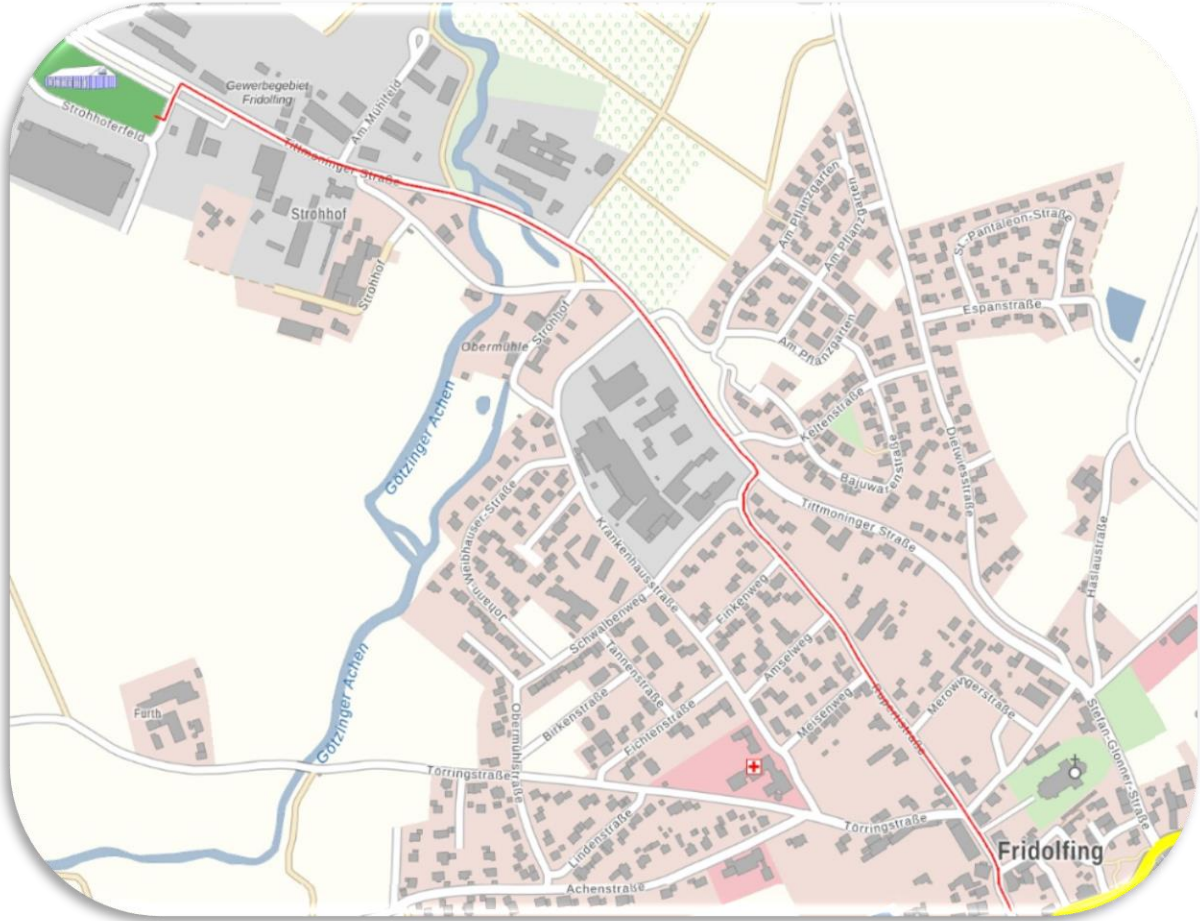 Gewerbegebiet
Fridolfing
Am Mühlfeld
Strohhoferfeld
Tittmoninger Straße
Strohhof
Strohhof
Strohhof
Obermühle
Götzinger Achen
Am Pflanzgarten
Am Pflanzgarten
Am Pflanzgarten
St.-Pantaleon-Straße
Espanstraße
Keltenstraße
Bajuwarenstraße
Dietwiesstraße
Tittmoninger Straße
Haslaustraße
Johann-Weibhauser-Straße
Krankenhausstraße
Schwalbenweg
Finkenweg
Amselweg
Meisenweg
Tannenstraße
Birkenstraße
Fichtenstraße
Obermühlstraße
Rupertistraße
Merowingerstraße
Stefan-Glonner-Straße
Furth
Götzinger Achen
Törringstraße
Törringstraße
Lindenstraße
Achenstraße
Fridolfing